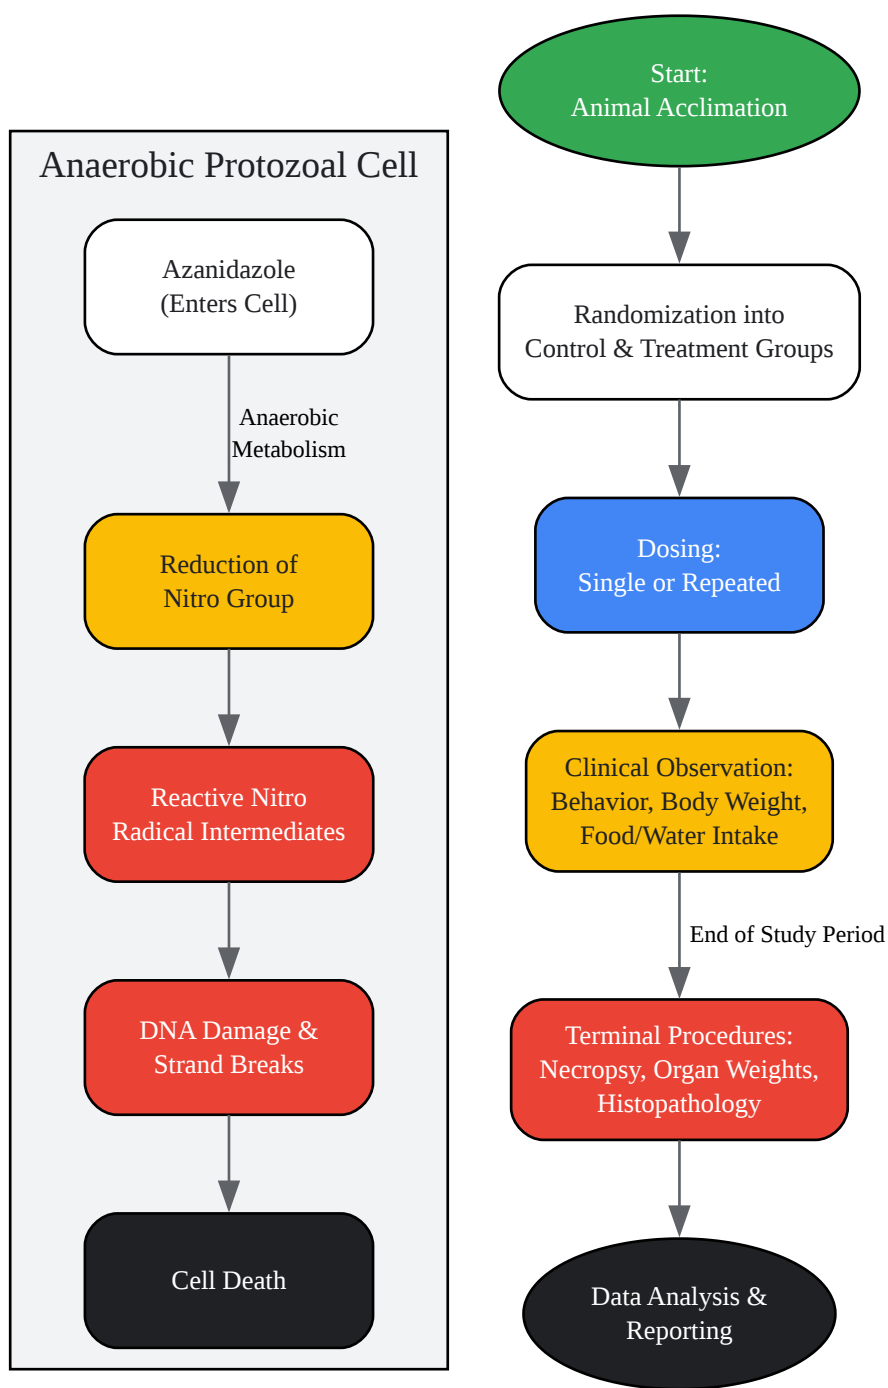 Anaerobic Protozoal Cell
Azanidazole
(Enters Cell)
Anaerobic
Metabolism
Reduction of
Nitro Group
Reactive Nitro
Radical Intermediates
DNA Damage &
Strand Breaks
Cell Death
Start:
Animal Acclimation
Randomization into
Control & Treatment Groups
Dosing:
Single or Repeated
Clinical Observation:
Behavior, Body Weight,
Food/Water Intake
End of Study Period
Terminal Procedures:
Necropsy, Organ Weights,
Histopathology
Data Analysis &
Reporting